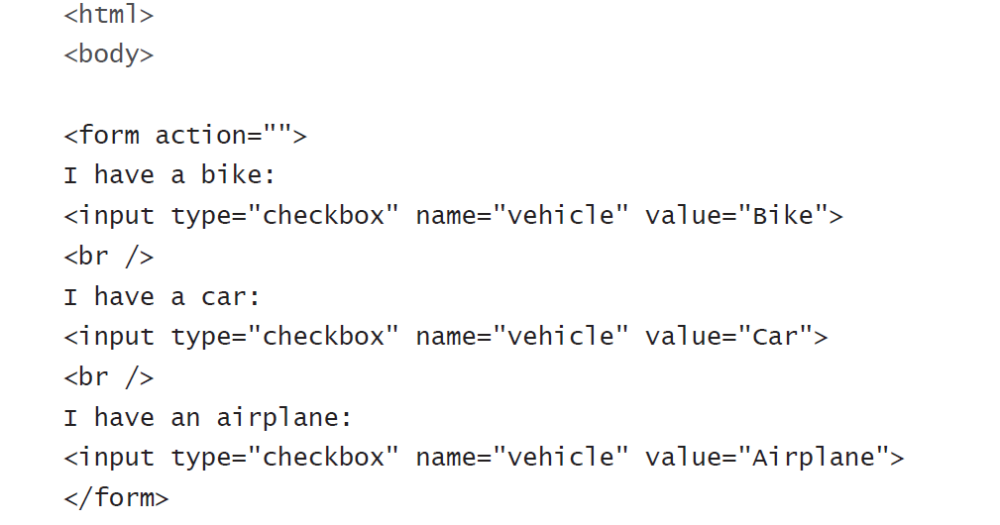 <html>
<body>
<form action="">
I have a bike:
<input type="checkbox" name="vehicle" value="Bike">
<br />
I have a car:
<input type="checkbox" name="vehicle" value="Car">
<br />
I have an airplane:
<input type="checkbox" name="vehicle" value="Airplane">
</form>